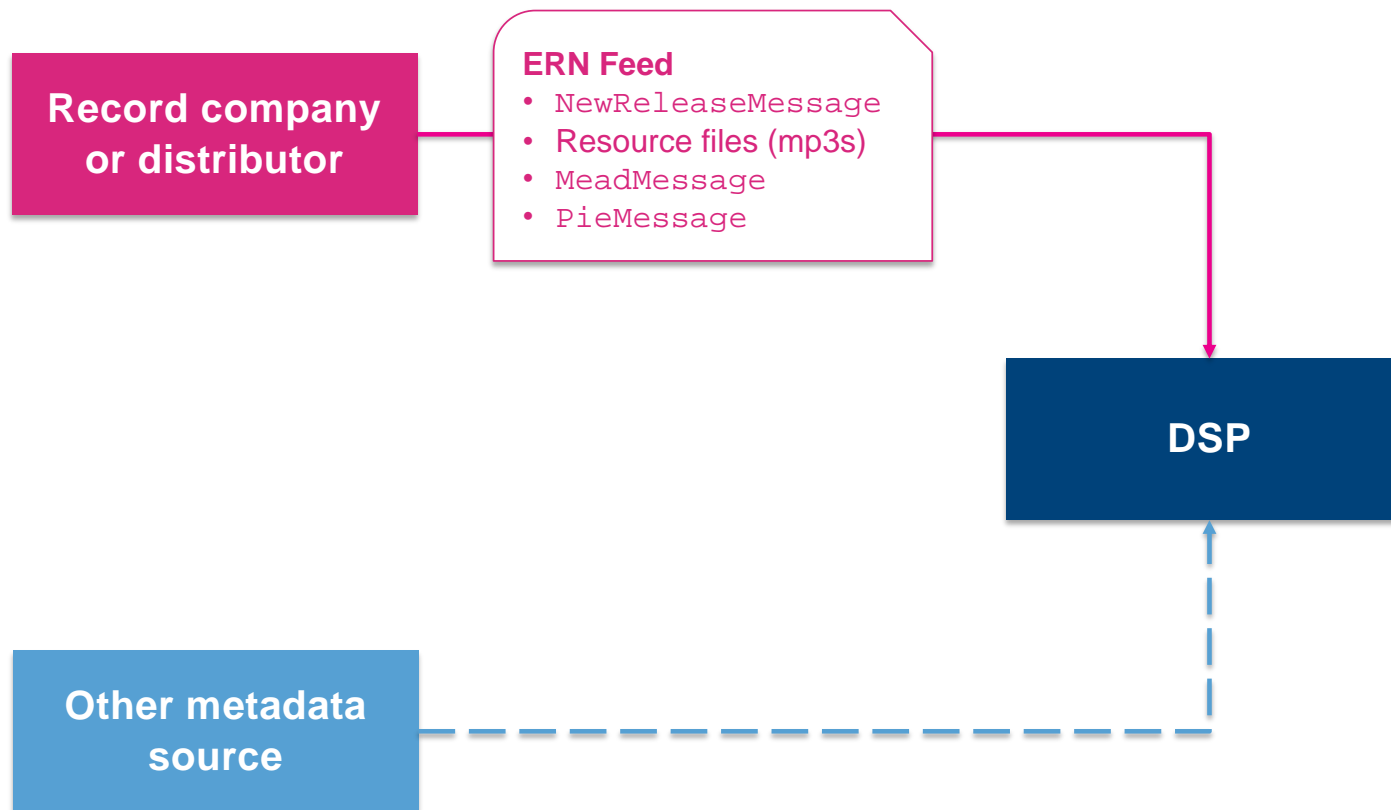 Record company
or distributor
ERN Feed
• NewReleaseMessage
• Resource files (mp3s)
• MeadMessage
• PieMessage
DSP
Other metadata
source